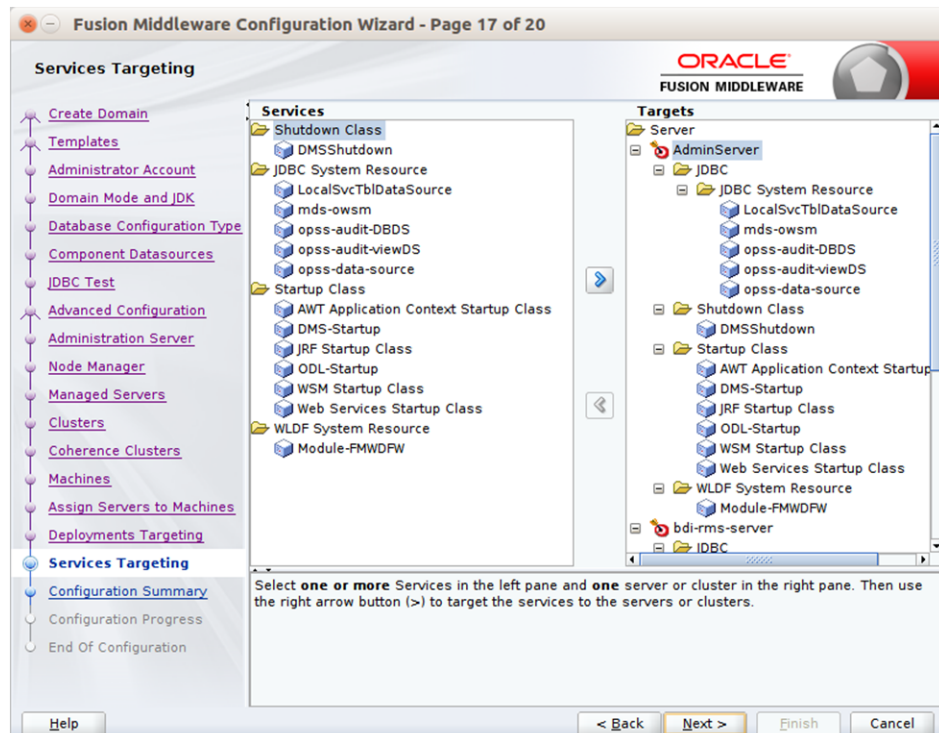 Fusion Middleware Configuration Wizard - Page 17 of 20
Services Targeting
ORACLE
FUSION MIDDLEWARE
Create Domain
Templates
Administrator Account
Domain Mode and JDK
Database Configuration Type
Component Datasources
JDBC Test
Advanced Configuration
Administration Server
Node Manager
Managed Servers
Clusters
Coherence Clusters
Machines
Assign Servers to Machines
Deployments Targeting
Services Targeting
Configuration Summary
Configuration Progress
End Of Configuration
Services
Shutdown Class
DMSShutdown
JDBC System Resource
LocalSvcTblDataSource
mds-owsm
opss-audit-DBDS
opss-audit-viewDS
opss-data-source
Startup Class
AWT Application Context Startup Class
DMS-Startup
JRF Startup Class
ODL-Startup
WSM Startup Class
Web Services Startup Class
WLDF System Resource
Module-FMWDFW
Targets
Server
AdminServer
JDBC
JDBC System Resource
LocalSvcTblDataSource
mds-owsm
opss-audit-DBDS
opss-audit-viewDS
opss-data-source
Shutdown Class
DMSShutdown
Startup Class
AWT Application Context Startup
DMS-Startup
JRF Startup Class
ODL-Startup
WSM Startup Class
Web Services Startup Class
WLDF System Resource
Module-FMWDFW
bdi-rms-server
JDBC
Select one or more Services in the left pane and one server or cluster in the right pane. Then use
the right arrow button (>) to target the services to the servers or clusters.
Help
< Back
Next >
Finish
Cancel